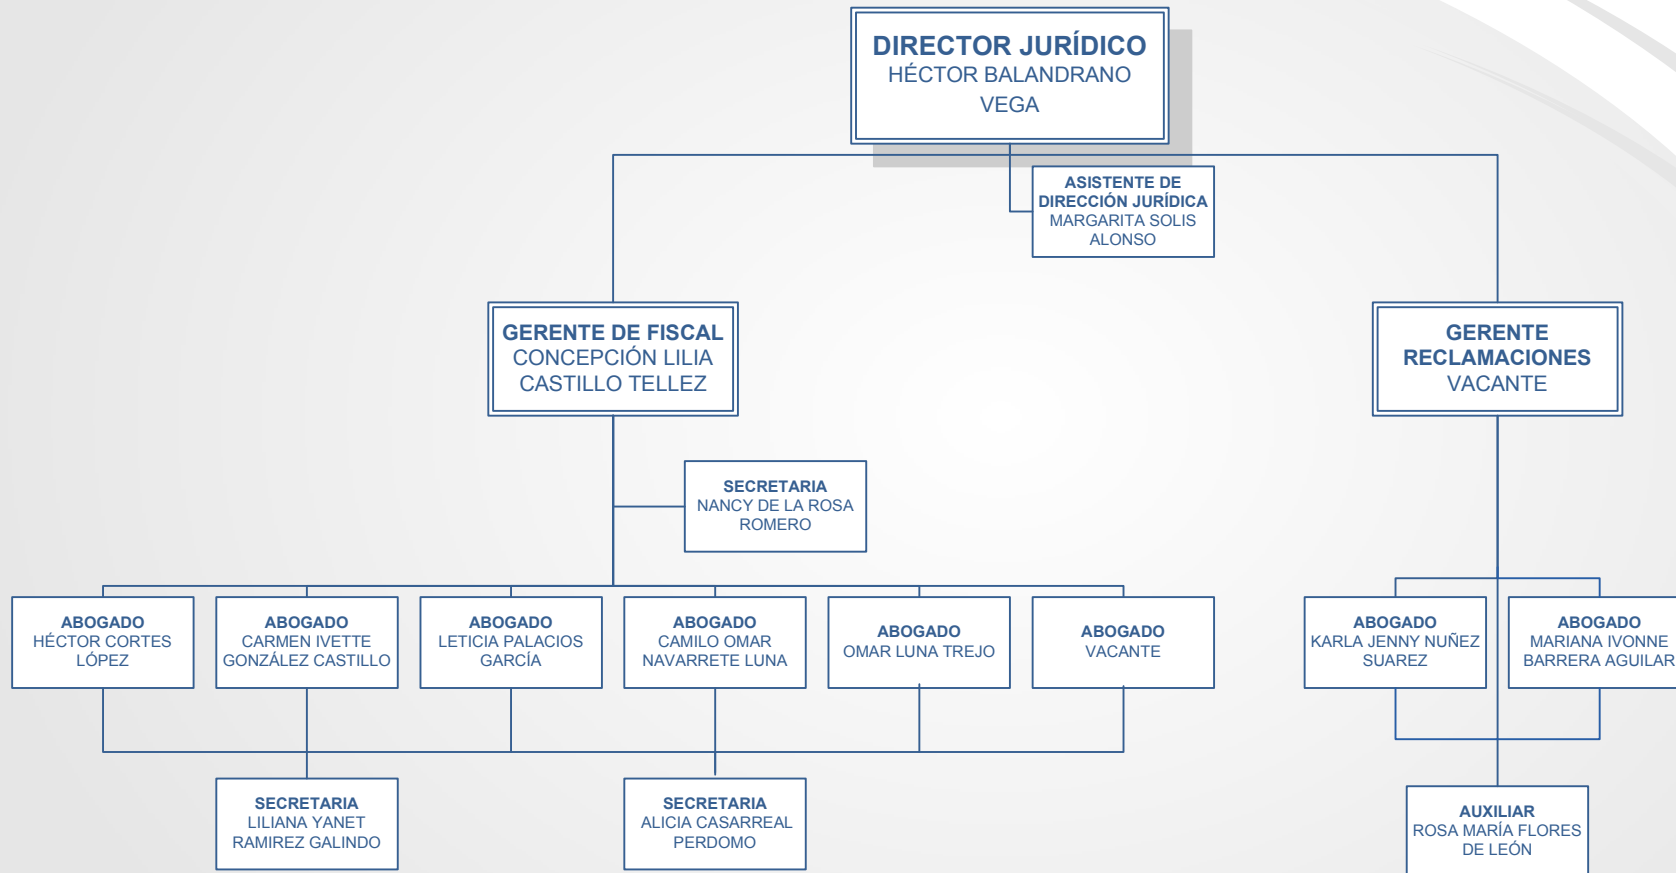 DIRECTOR JURÍDICO
HÉCTOR BALANDRANO
VEGA
ASISTENTE DE
DIRECCIÓN JURÍDICA
MARGARITA SOLIS
ALONSO
GERENTE DE FISCAL
CONCEPCIÓN LILIA
CASTILLO TELLEZ
GERENTE
RECLAMACIONES
VACANTE
SECRETARIA
NANCY DE LA ROSA
ROMERO
ABOGADO
HÉCTOR CORTES
LÓPEZ
ABOGADO
CARMEN IVETTE
GONZÁLEZ CASTILLO
ABOGADO
LETICIA PALACIOS
GARCÍA
ABOGADO
CAMILO OMAR
NAVARRETE LUNA
ABOGADO
OMAR LUNA TREJO
ABOGADO
VACANTE
ABOGADO
KARLA JENNY NUÑEZ
SUAREZ
ABOGADO
MARIANA IVONNE
BARRERA AGUILAR
SECRETARIA
LILIANA YANET
RAMIREZ GALINDO
SECRETARIA
ALICIA CASARREAL
PERDOMO
AUXILIAR
ROSA MARÍA FLORES
DE LEÓN